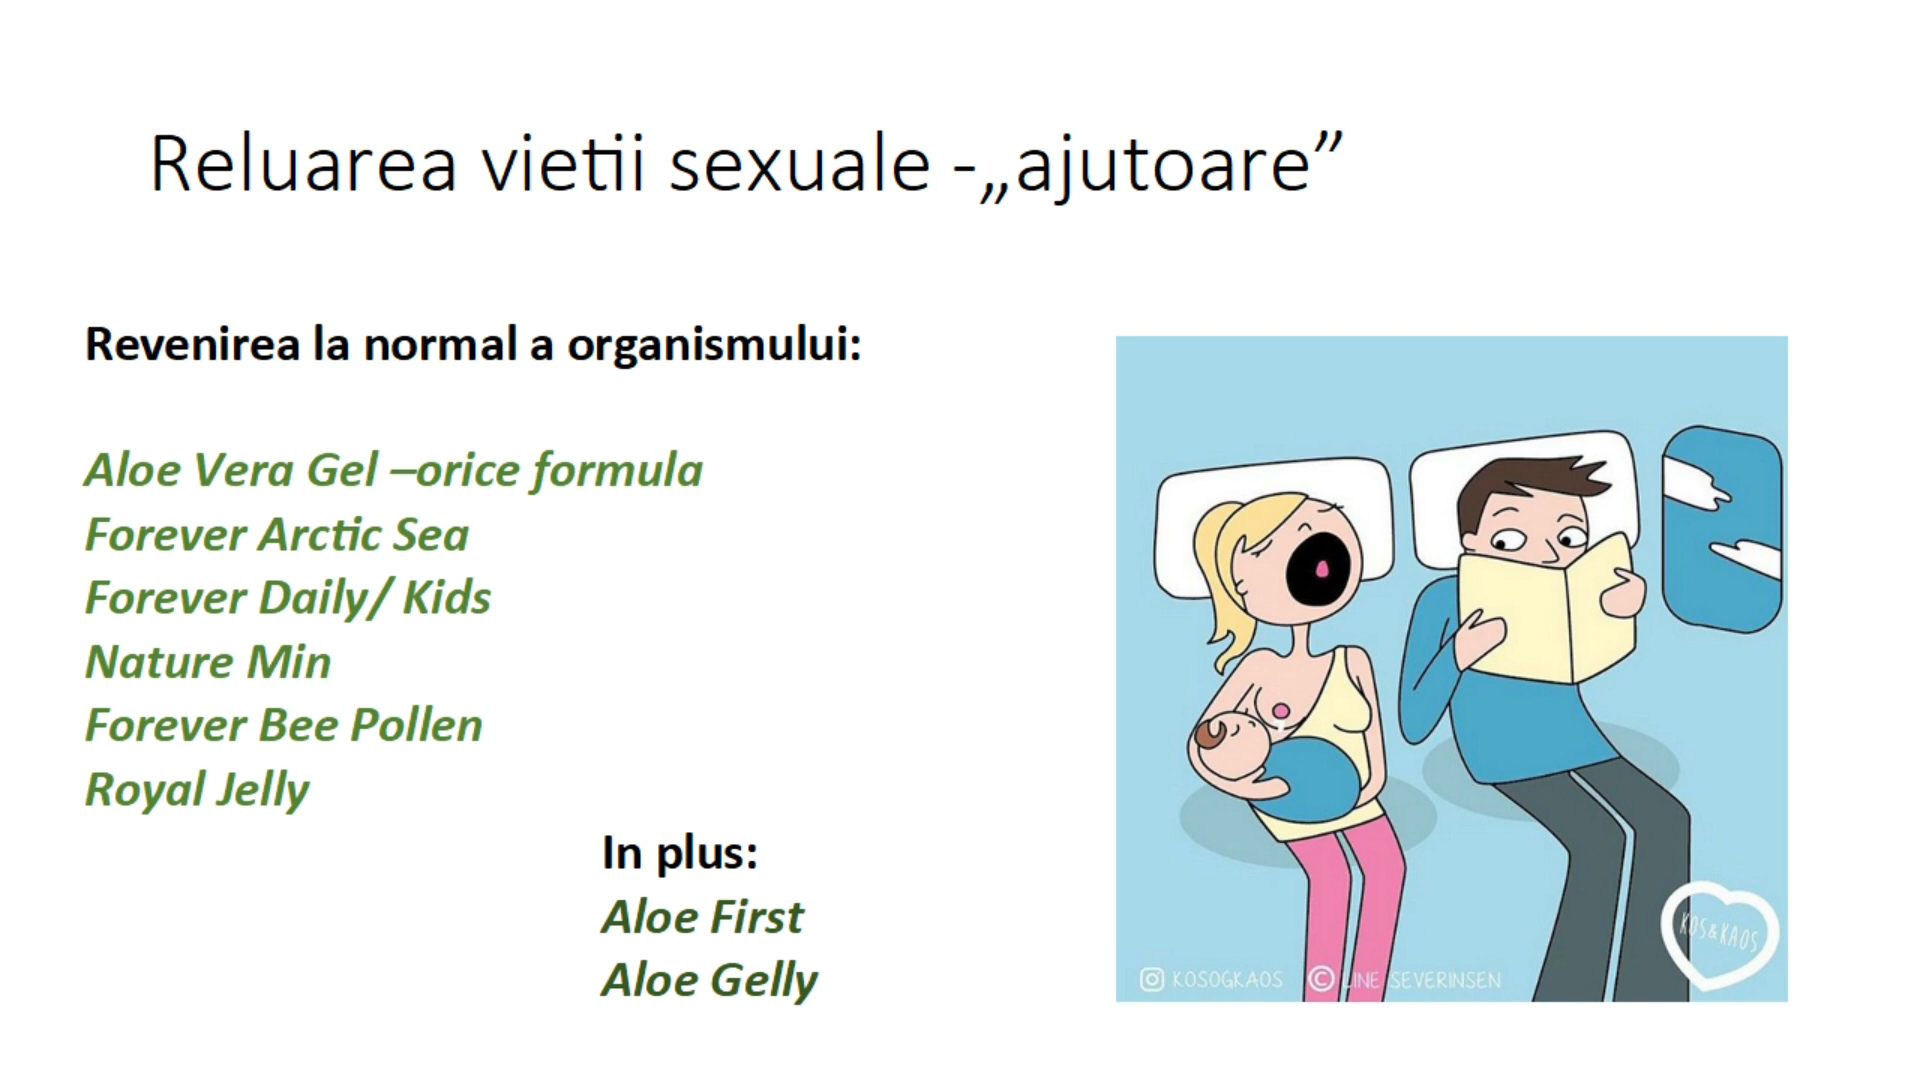 Reluarea vietii sexuale -„ajutoare”
Revenirea la normal a organismului:
Aloe Vera Gel –orice formula
Forever Arctic Sea
Forever Daily/ Kids
Nature Min
Forever Bee Pollen
Royal Jelly
In plus:
Aloe First
Aloe Gelly
KOS&KAOS
KOSOGKAOS © LINE SEVERINSEN